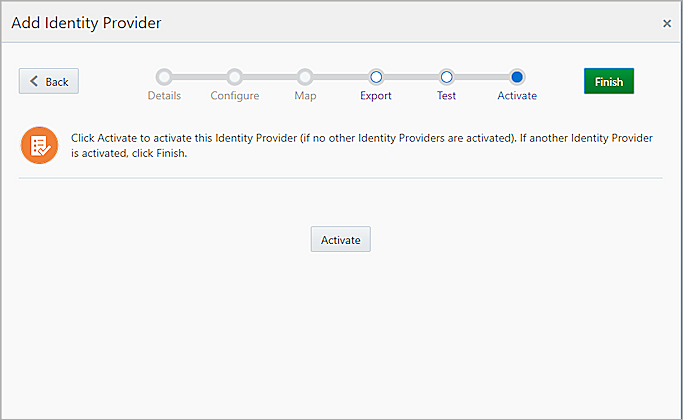 Add Identity Provider
×
Back
Finish
Details
Configure
Map
Export
Test
Activate
Click Activate to activate this Identity Provider (if no other Identity Providers are activated). If another Identity Provider
is activated, click Finish.
Activate